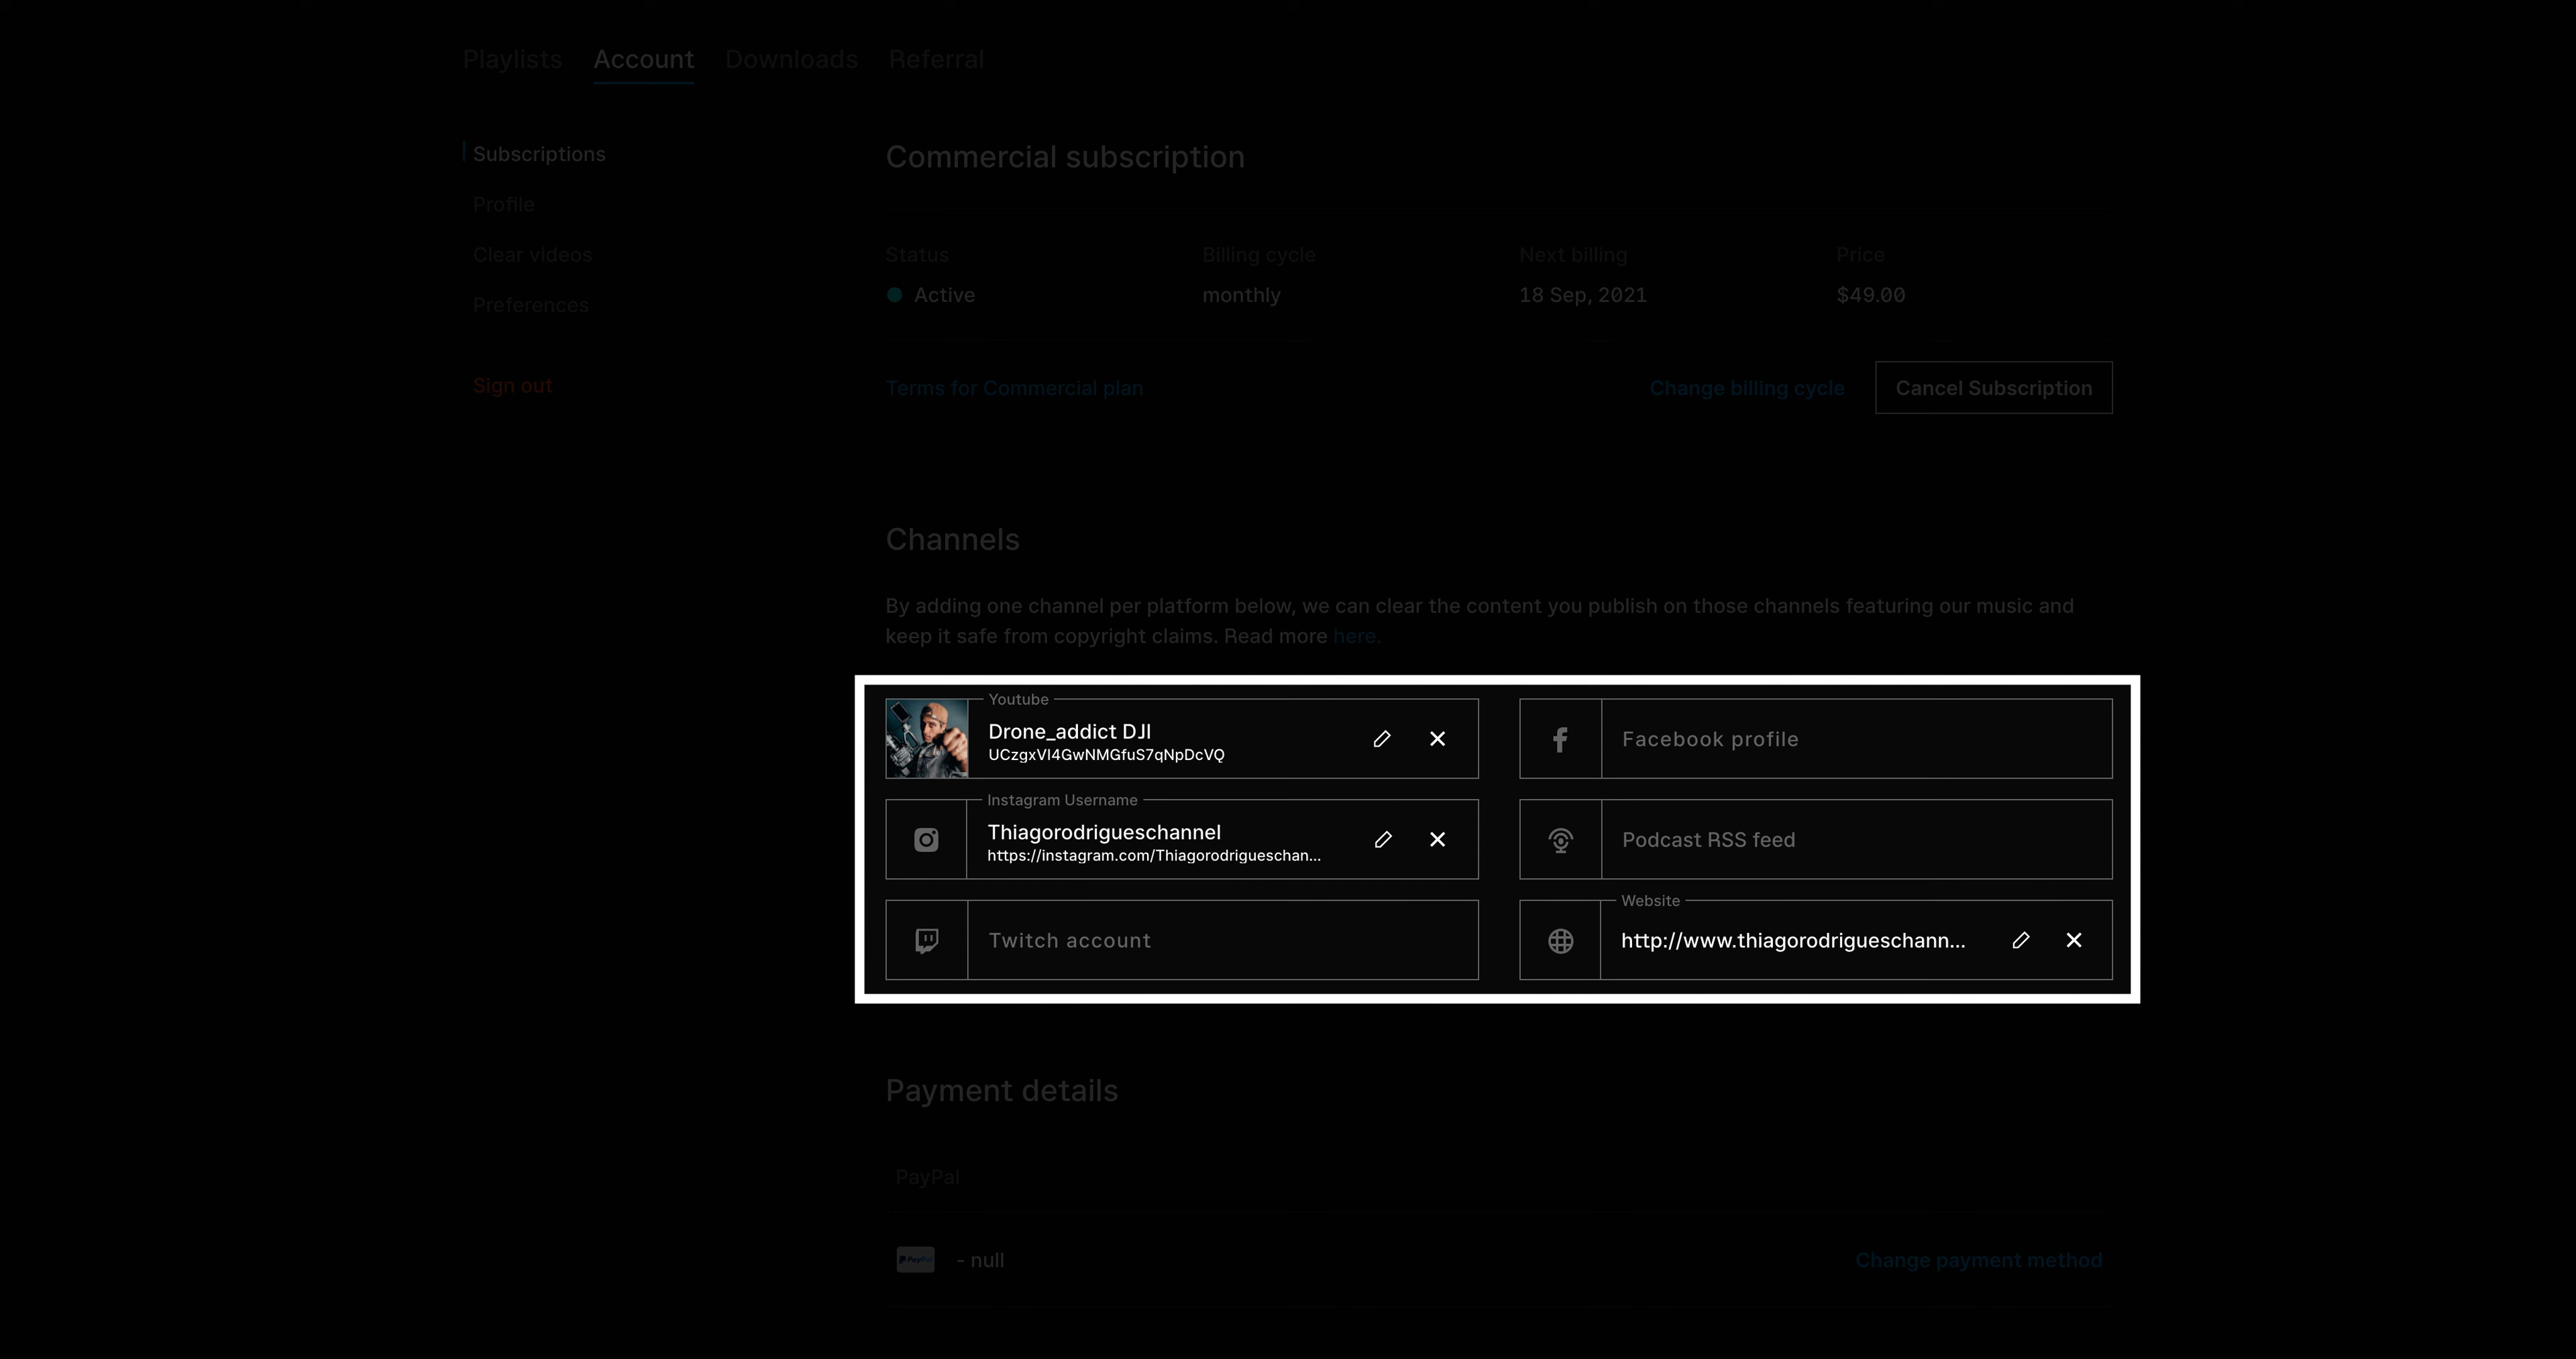 Playlists Account Downloads Referral
Subscriptions
Profile
Clear videos
Preferences
Sign out
Commercial subscription
Status Billing cycle Next billing Price
Active monthly 18 Sep, 2021 $49.00
Terms for Commercial plan Change billing cycle Cancel Subscription
Channels
By adding one channel per platform below, we can clear the content you publish on those channels featuring our music and
keep it safe from copyright claims. Read more here.
Youtube
Drone_addict DJI
UCzgxVI4GwNMGfuS7qNpDcVQ
Facebook profile
Instagram Username
Thiagorodrigueschannel
https://instagram.com/Thiagorodrigueschan...
Podcast RSS feed
Twitch account
Website
http://www.thiagorodrigueschann...
Payment details
PayPal
PayPal - null
Change payment method